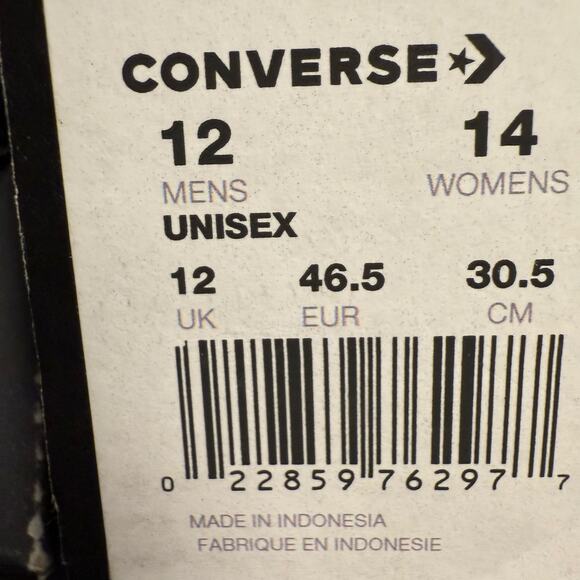 CONVERSE
12 14
MENS WOMENS
UNISEX
12 46.5 30.5
UK EUR CM
0 22859 76297 7
MADE IN INDONESIA
FABRIQUE EN INDONESIE